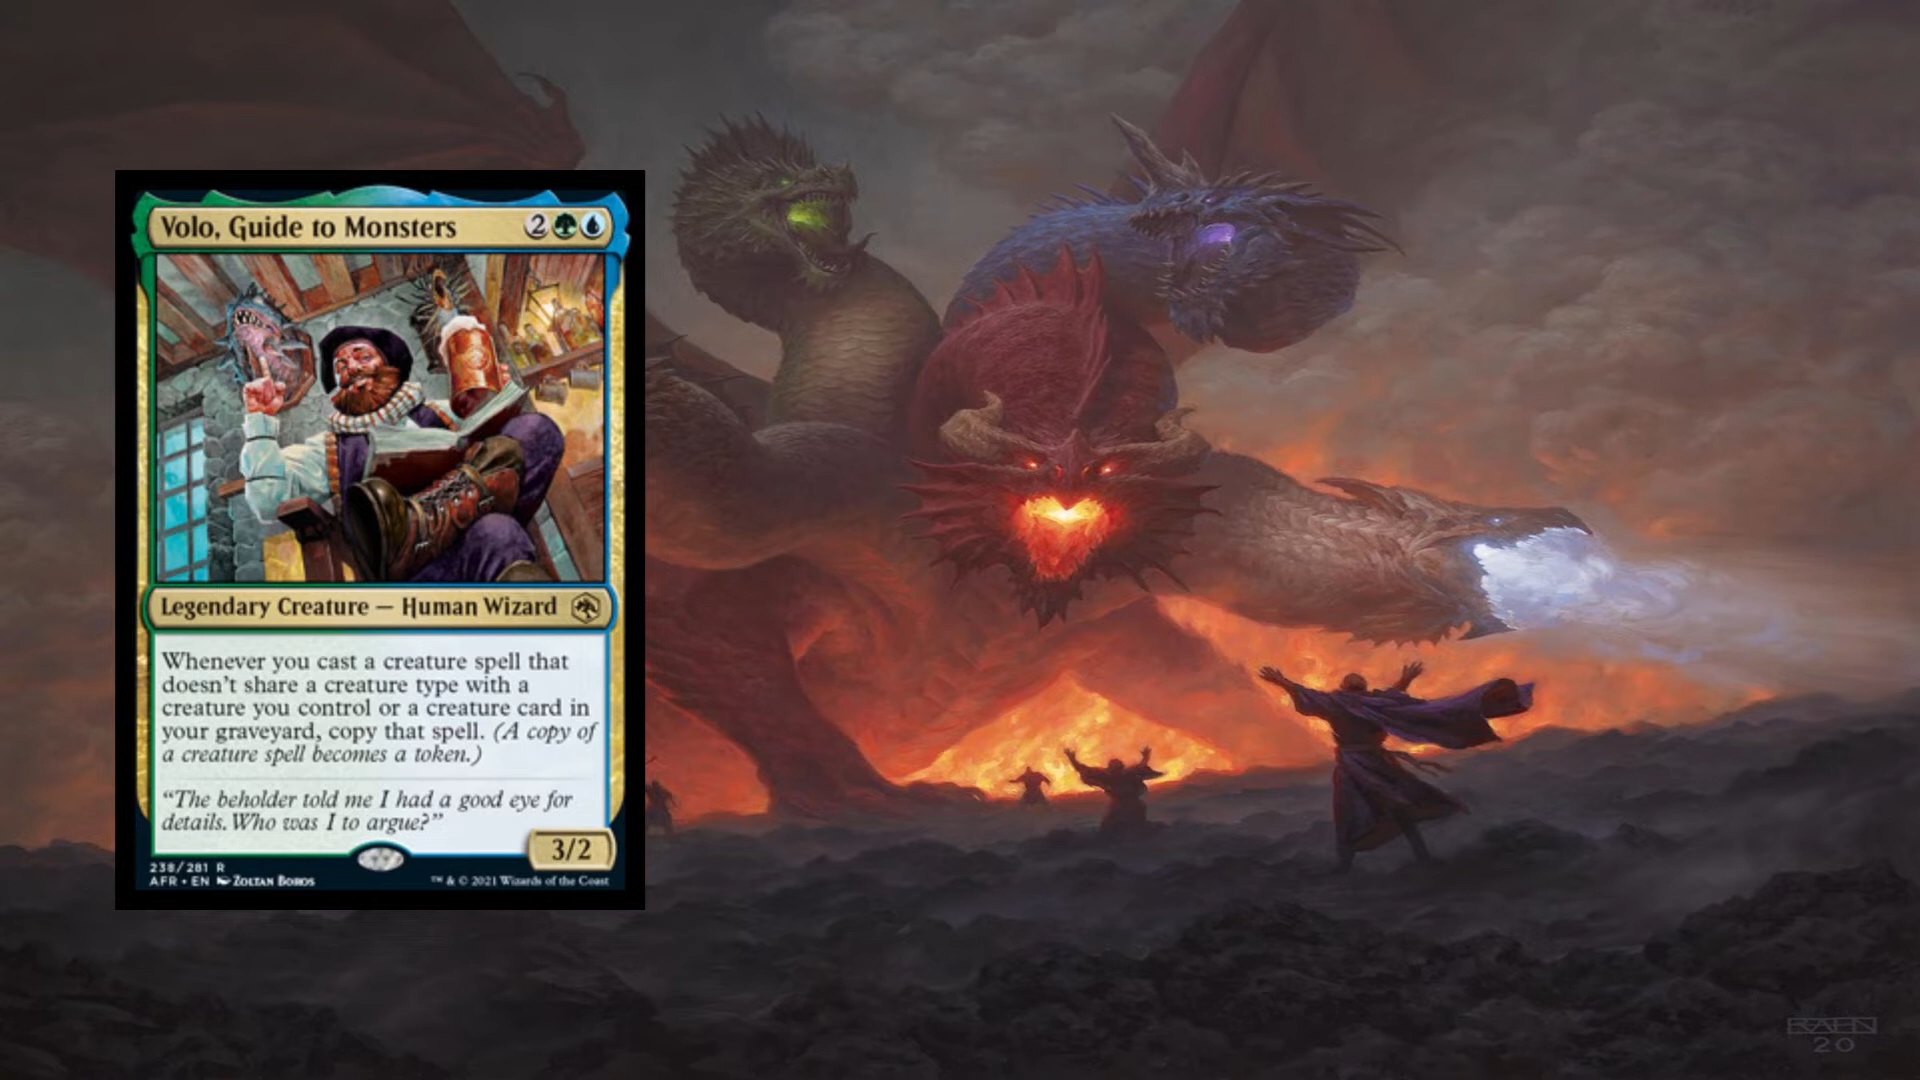 Volo, Guide to Monsters 2
Legendary Creature — Human Wizard
Whenever you cast a creature spell that
doesn't share a creature type with a
creature you control or a creature card in
your graveyard, copy that spell. (A copy of
a creature spell becomes a token.)
“The beholder told me I had a good eye for
details. Who was I to argue?”
3/2
238/281 R
AFR • EN Zoltan Boros ™ & © 2021 Wizards of the Coast
RAHN
20